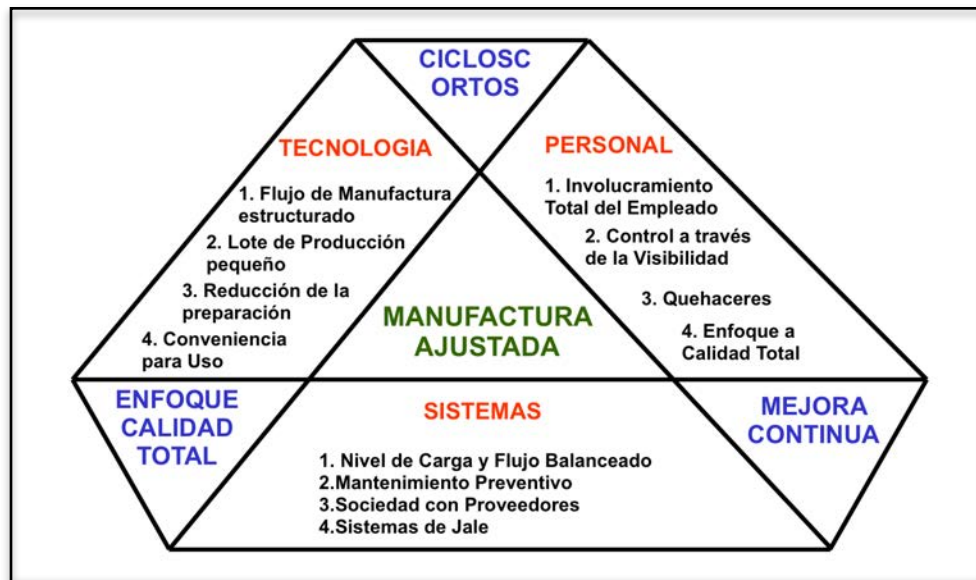 CICLOSC
ORTOS
TECNOLOGIA
1. Flujo de Manufactura
estructurado
2. Lote de Producción
pequeño
3. Reducción de la
preparación
4. Conveniencia
para Uso
PERSONAL
1. Involucramiento
Total del Empleado
2. Control a través
de la Visibilidad
3. Quehaceres
4. Enfoque a
Calidad Total
MANUFACTURA
AJUSTADA
ENFOQUE
CALIDAD
TOTAL
SISTEMAS
1. Nivel de Carga y Flujo Balanceado
2.Mantenimiento Preventivo
3.Sociedad con Proveedores
4.Sistemas de Jale
MEJORA
CONTINUA